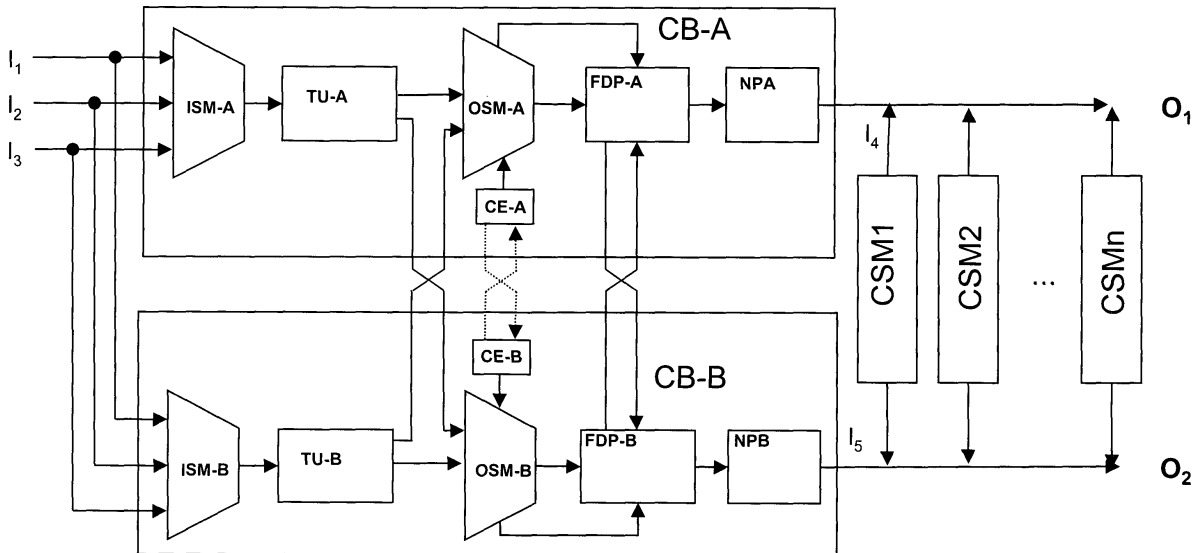 CB-A
I1
I2
I3
ISM-A
TU-A
OSM-A
FDP-A
NPA
O1
I4
CE-A
CSM1
CSM2
...
CSMn
CE-B
CB-B
ISM-B
TU-B
OSM-B
FDP-B
NPB
I5
O2